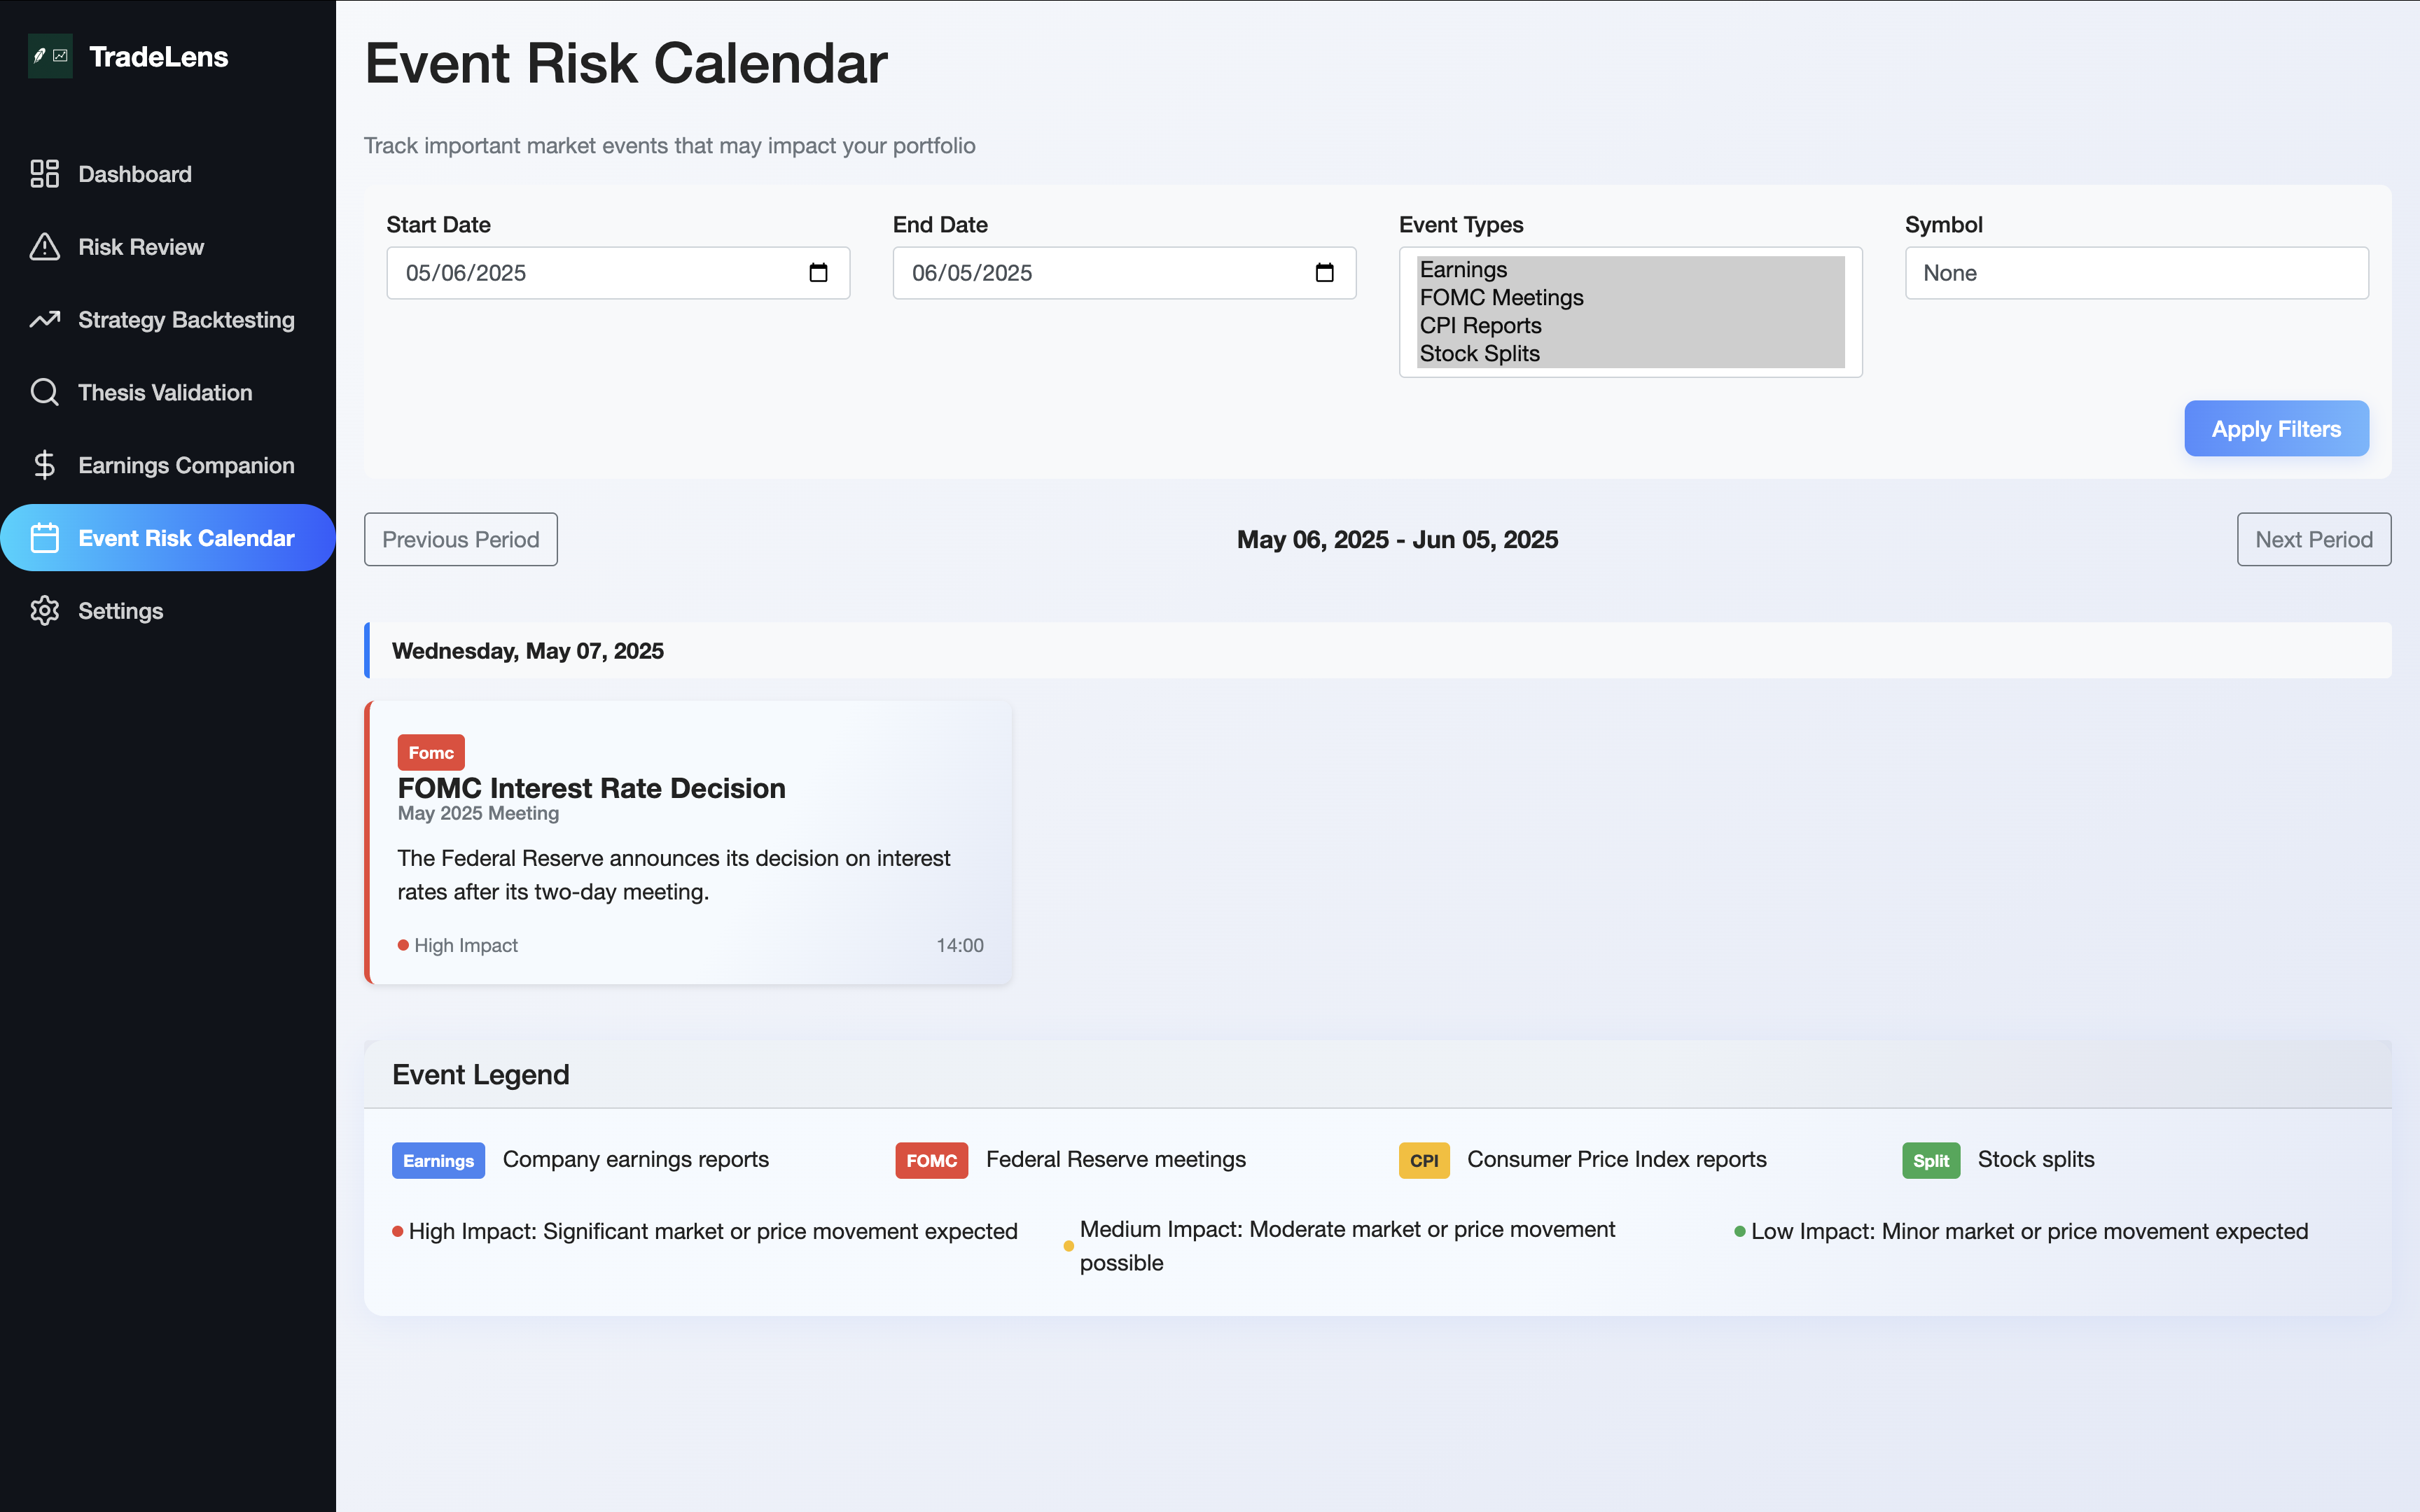 TradeLens
Dashboard
Risk Review
Strategy Backtesting
Thesis Validation
Earnings Companion
Event Risk Calendar
Settings
Event Risk Calendar
Track important market events that may impact your portfolio
Start Date
05/06/2025
End Date
06/05/2025
Event Types
Earnings
FOMC Meetings
CPI Reports
Stock Splits
Symbol
None
Apply Filters
Previous Period
May 06, 2025 - Jun 05, 2025
Next Period
Wednesday, May 07, 2025
Fomc
FOMC Interest Rate Decision
May 2025 Meeting
The Federal Reserve announces its decision on interest
rates after its two-day meeting.
High Impact
14:00
Event Legend
Earnings Company earnings reports
FOMC Federal Reserve meetings
CPI Consumer Price Index reports
Split Stock splits
High Impact: Significant market or price movement expected
Medium Impact: Moderate market or price movement
possible
Low Impact: Minor market or price movement expected